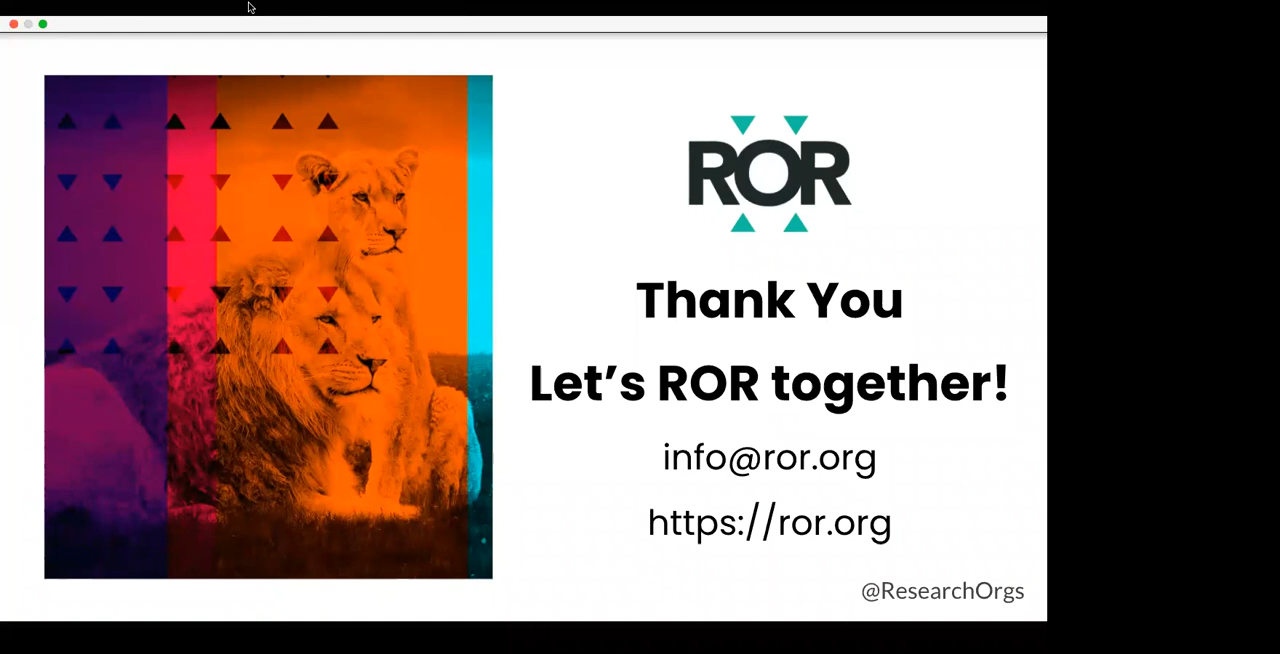 ROR
Thank You
Let’s ROR together!
info@ror.org
https://ror.org
@ResearchOrgs